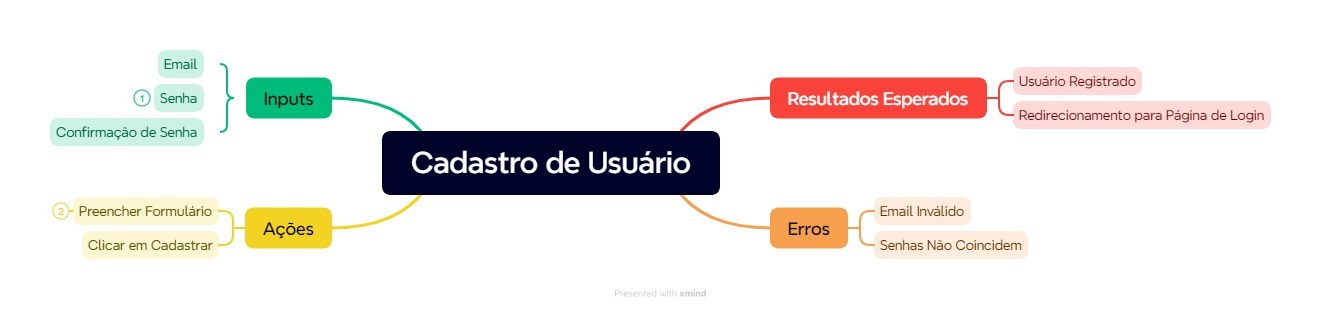 Cadastro de Usuário
Inputs
Email
1
Senha
Confirmação de Senha
Ações
2
Preencher Formulário
Clicar em Cadastrar
Resultados Esperados
Usuário Registrado
Redirecionamento para Página de Login
Erros
Email Inválido
Senhas Não Coincidem
Presented with xmind